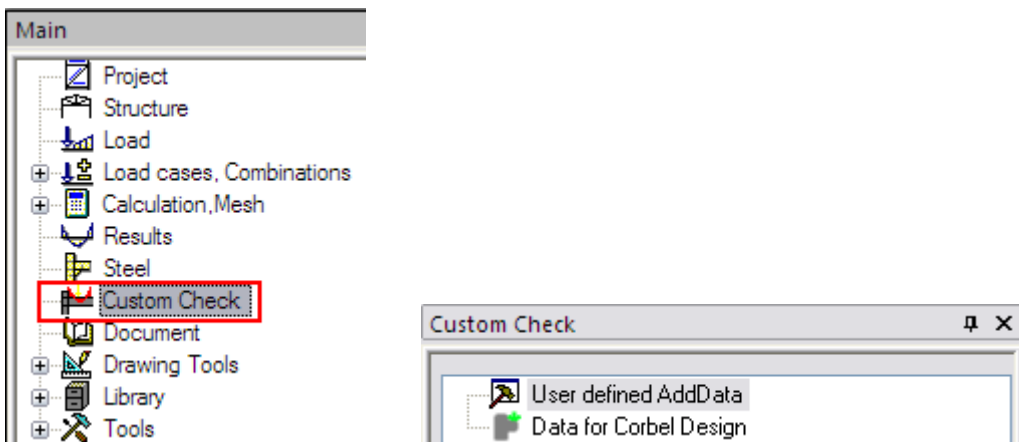 Main
Project
Structure
Load
Load cases, Combinations
Calculation,Mesh
Results
Steel
Custom Check
Document
Drawing Tools
Library
Tools
Custom Check
User defined AddData
Data for Corbel Design